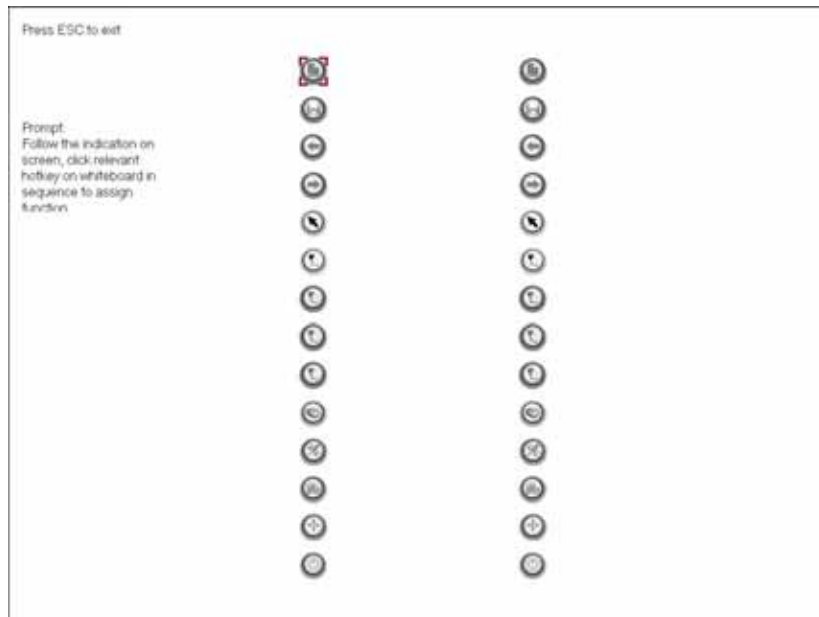 Press ESC to exit
Prompt:
Follow the indication on
screen, click relevant
hotkey on whiteboard in
sequence to assign
function